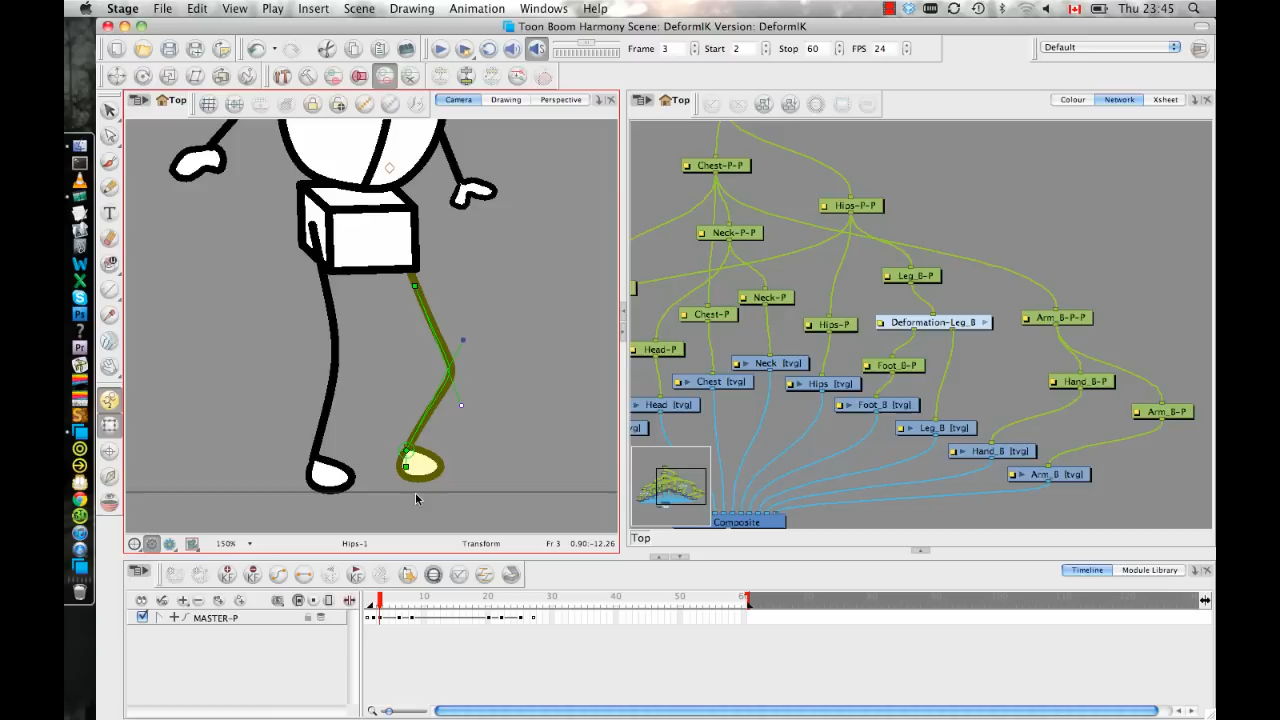 Stage File Edit View Play Insert Scene Drawing Animation Windows Help Thu 23:45
Toon Boom Harmony Scene: DeformIK Version: DeformIK
Frame 3 Start 2 Stop 60 FPS 24 Default
Top Camera Drawing Perspective
Top Colour Network Xsheet
Chest-P-P
Hips-P-P
Neck-P-P
Leg_B-P
Neck-P
Chest-P
Arm_B-P-P
Hips-P
Deformation-Leg_B
Head-P
Neck [tvg]
Foot_B-P
Chest [tvg]
Hips [tvg]
Hand_B-P
Head [tvg]
Foot_B [tvg]
Arm_B-P
[tvg]
Leg_B [tvg]
Hand_B [tvg]
Arm_B [tvg]
Composite
Top
150% Hips-1 Transform Fr 3 0.90:-12.26
Timeline Module Library
10 20 30 40 50
MASTER-P